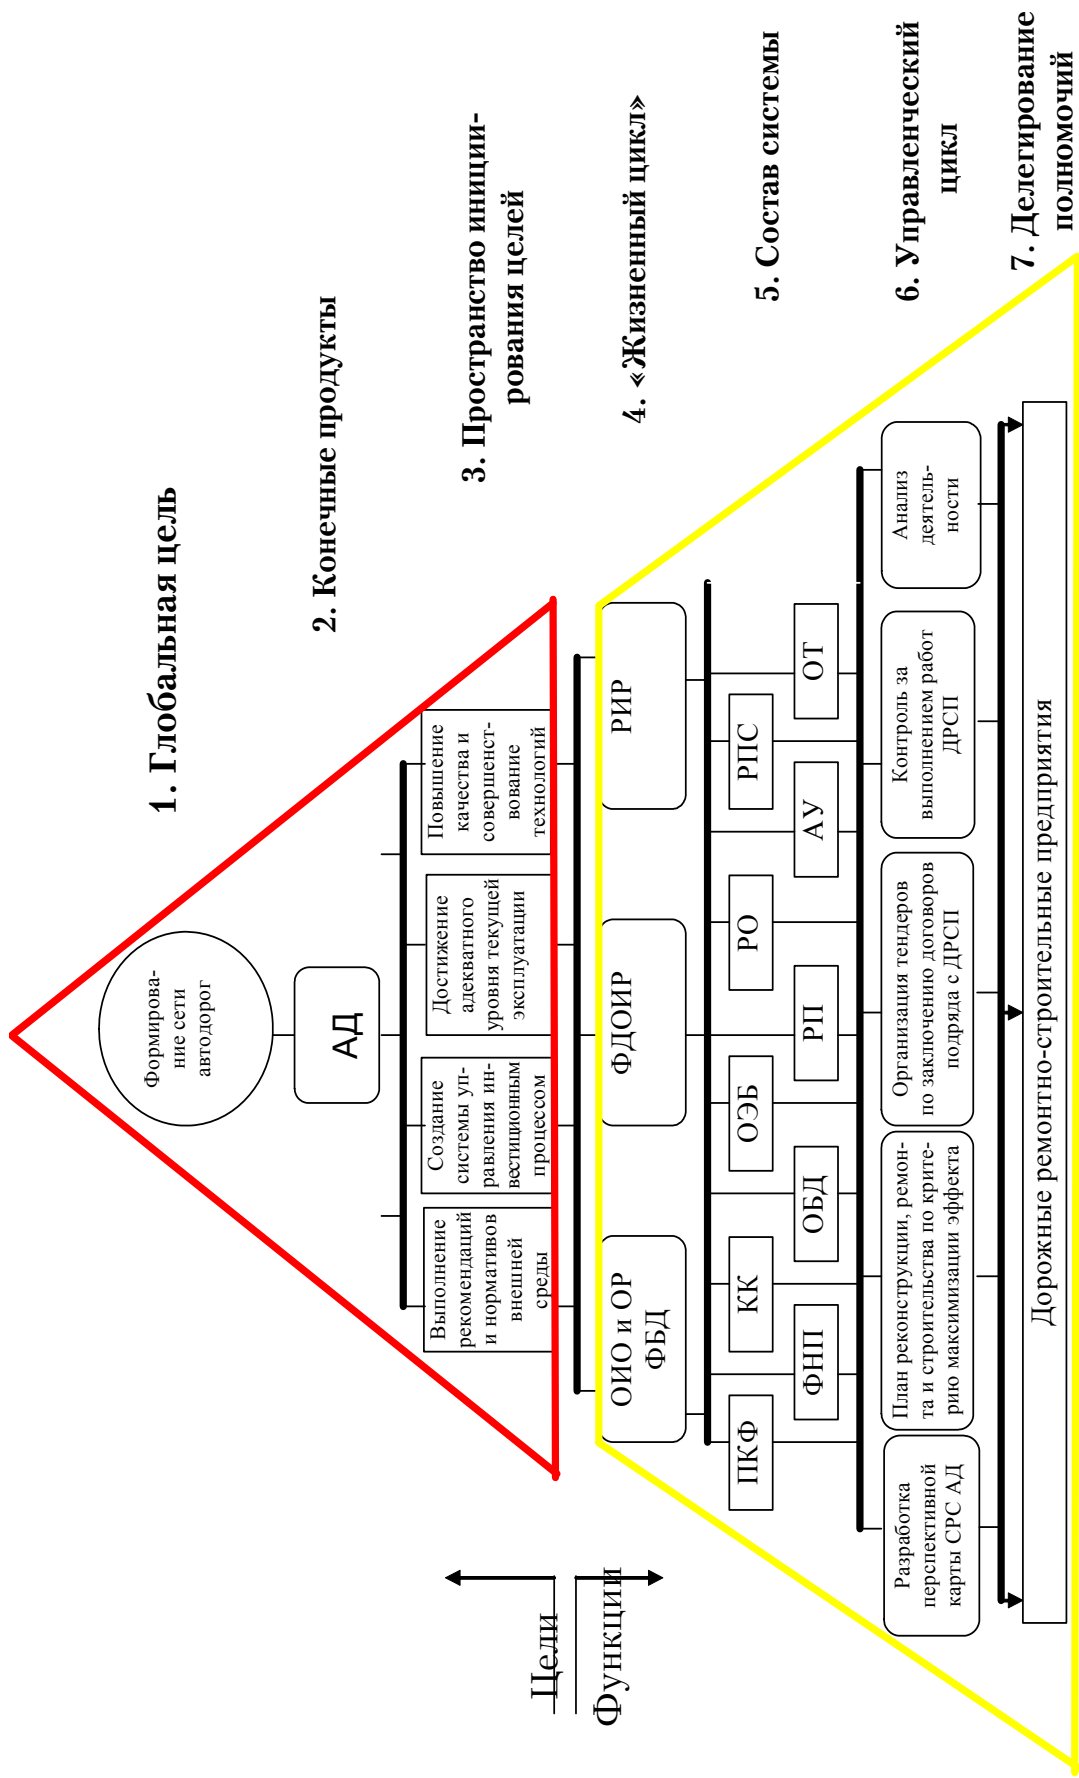 1. Глобальная цель
Формирова-
ние сети
автодорог
2. Конечные продукты
АД
3. Пространство иниции-
рования целей
Выполнение
рекомендаций
и нормативов
внешней
среды
Создание
системы уп-
равления ин-
вестиционным
процессом
Достижение
адекватного
уровня текущей
эксплуатации
Повышение
качества и
совершенст-
вование
технологий
Цели
Функции
4. «Жизненный цикл»
ОИО и ОР
ФБД
ФДОИР
РИР
5. Состав системы
ПКФ
КК
ОЭБ
РО
РПС
ФНП
ОБД
РП
АУ
ОТ
6. Управленческий
цикл
Разработка
перспективной
карты СРС АД
План реконструкции, ремон-
та и строительства по крите-
рию максимизации эффекта
Организация тендеров
по заключению договоров
подряда с ДРСП
Контроль за
выполнением работ
ДРСП
Анализ
деятель-
ности
7. Делегирование
полномочий
Дорожные ремонтно-строительные предприятия